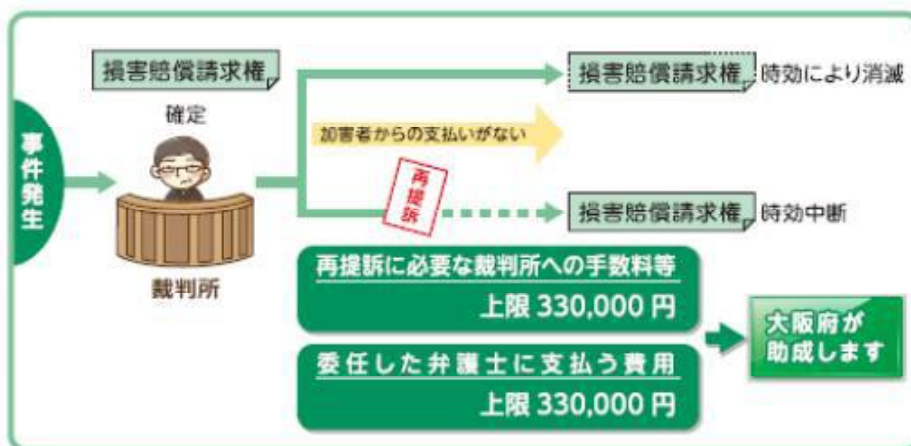 事件発生
損害賠償請求権
確定
裁判所
加害者からの支払いがない
再提訴
損害賠償請求権 時効により消滅
損害賠償請求権 時効中断
再提訴に必要な裁判所への手数料等
上限 330,000 円
委任した弁護士に支払う費用
上限 330,000 円
大阪府が
助成します